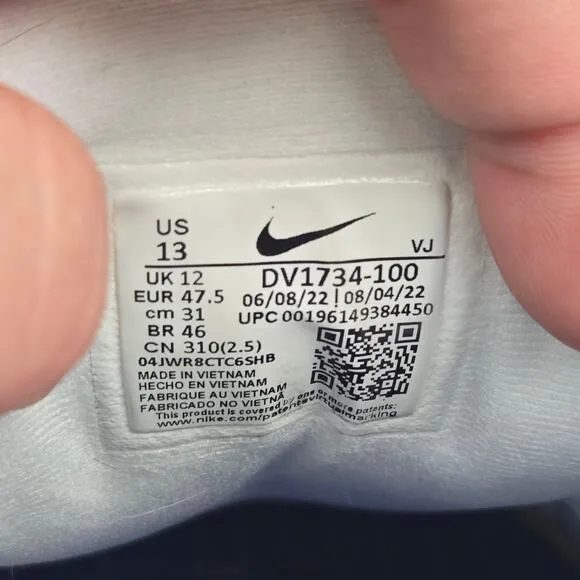 US
13
VJ
UK 12
DV1734-100
EUR 47.5
06/08/22 | 08/04/22
cm 31
UPC 00196149384450
BR 46
CN 310(2.5)
04JWR8CTC6SHB
MADE IN VIETNAM
HECHO EN VIETNAM
FABRIQUE AU VIETNAM
FABRICADO NO VIETNA
This product is covered by one or more patents:
www.nike.com/patentsvirtualmarking